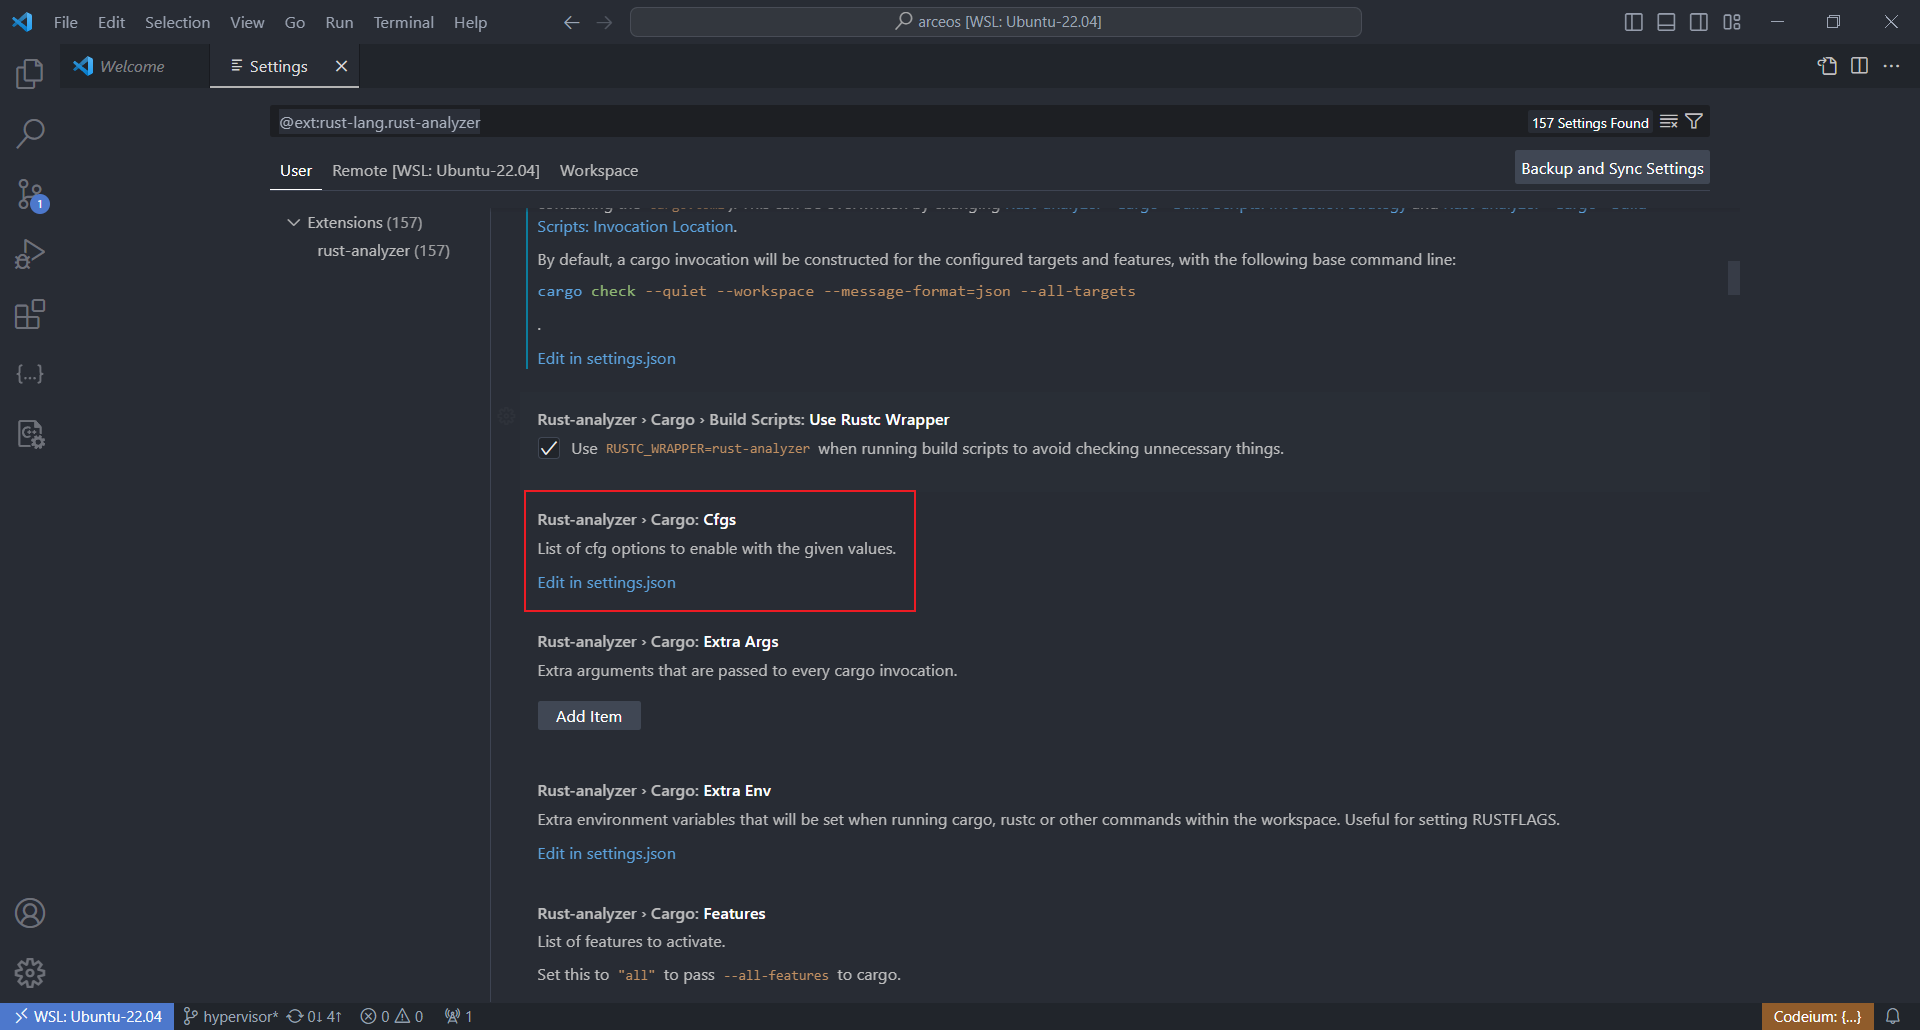 File Edit Selection View Go Run Terminal Help
arceos [WSL: Ubuntu-22.04]
Welcome
Settings
@ext:rust-lang.rust-analyzer
157 Settings Found
User Remote [WSL: Ubuntu-22.04] Workspace
Backup and Sync Settings
Extensions (157)
rust-analyzer (157)
Scripts: Invocation Location.
By default, a cargo invocation will be constructed for the configured targets and features, with the following base command line:
cargo check --quiet --workspace --message-format=json --all-targets
.
Edit in settings.json
Rust-analyzer › Cargo › Build Scripts: Use Rustc Wrapper
Use RUSTC_WRAPPER=rust-analyzer when running build scripts to avoid checking unnecessary things.
Rust-analyzer › Cargo: Cfgs
List of cfg options to enable with the given values.
Edit in settings.json
Rust-analyzer › Cargo: Extra Args
Extra arguments that are passed to every cargo invocation.
Add Item
Rust-analyzer › Cargo: Extra Env
Extra environment variables that will be set when running cargo, rustc or other commands within the workspace. Useful for setting RUSTFLAGS.
Edit in settings.json
Rust-analyzer › Cargo: Features
List of features to activate.
Set this to "all" to pass --all-features to cargo.
1
WSL: Ubuntu-22.04 hypervisor* 0↓ 4↑ 0 0 1
Codeium: {...}